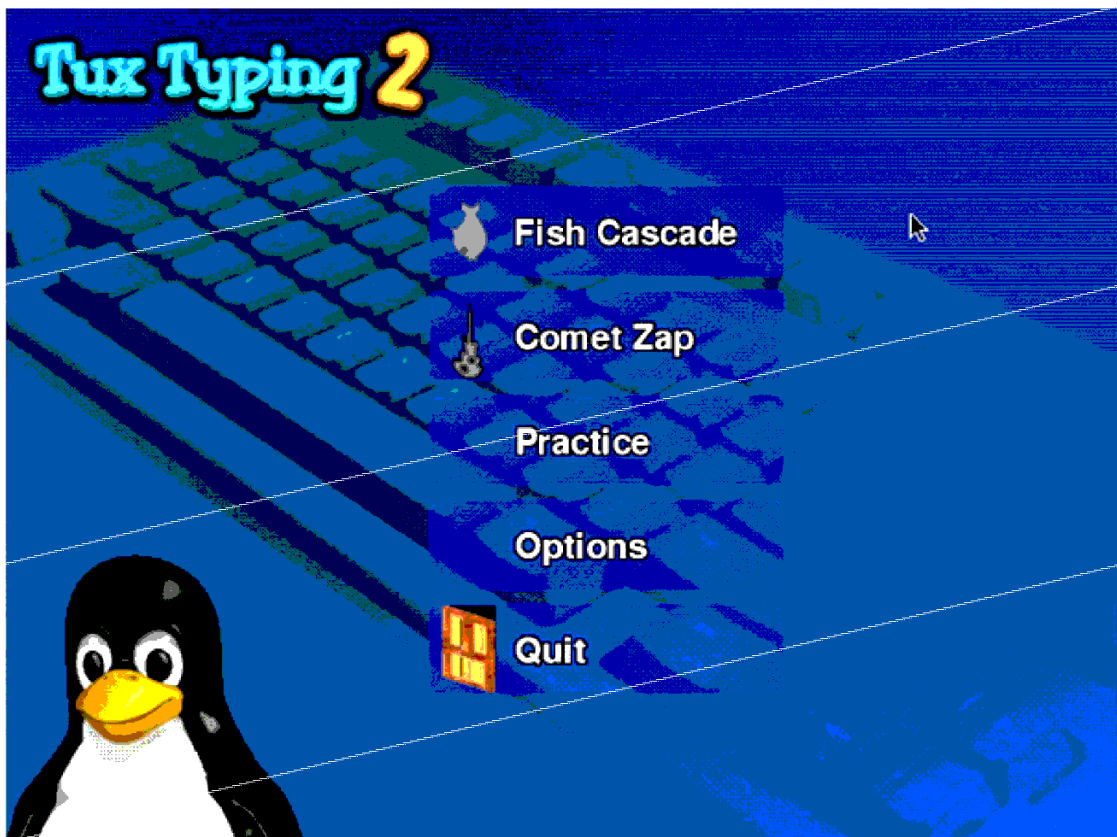 Tux Typing 2
Fish Cascade
Comet Zap
Practice
Options
Quit